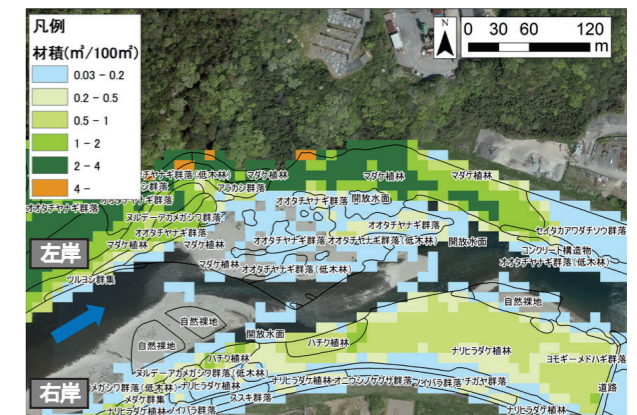 凡例
材積(㎥/100㎡)
0.03 - 0.2
0.2 - 0.5
0.5 - 1
1 - 2
2 - 4
4 -
N
0 30 60 120
m
マダケ植林
マダケ植林
マダケ植林
アラカシ群落
オオタチヤナギ群落
開放水面
ヌルデーアカメガシワ群落
オオタチヤナギ群落
オオタチヤナギ群落
セイタカアワダチソウ群落
オオタチヤナギ群落
マダケ植林
マダケ植林
オオタチヤナギ群落
オオタチヤナギ群落(低木林)
開放水面
コンクリート構造物
左岸
マダケ植林
オオタチヤナギ群落(低木林)
オオタチヤナギ群落(低木林)
ツルヨシ群集
自然裸地
自然裸地
自然裸地
開放水面
ハチク植林
ハチク植林
ナリヒラダケ植林
ヨモギーメドハギ群落
ヌルデーアカメガシワ群落(低木林)
右岸
メガシワ群落(低木林)
ナリヒラダケ植林
ナリヒラダケ植林
オニウシノケグサ群落
ノイバラ群落
チガヤ群落
道路
メダケ群集
ススキ群落
ナリヒラダケ植林
ノイバラ群落
ナリヒラダケ植林